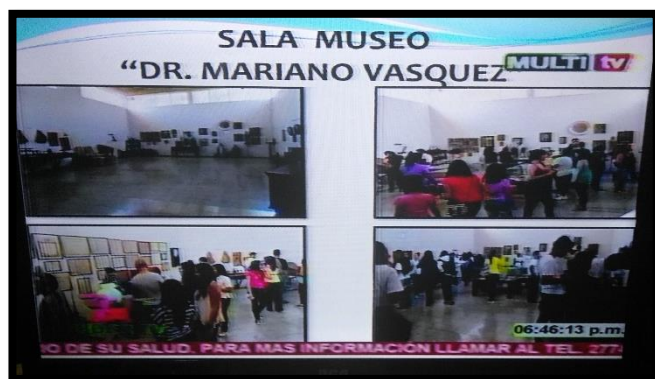 SALA MUSEO
MULTI tv
"DR. MARIANO VASQUEZ"
06:46:13 p.m.
IO DE SU SALUD. PARA MAS INFORMACION LLAMAR AL TEL. 277